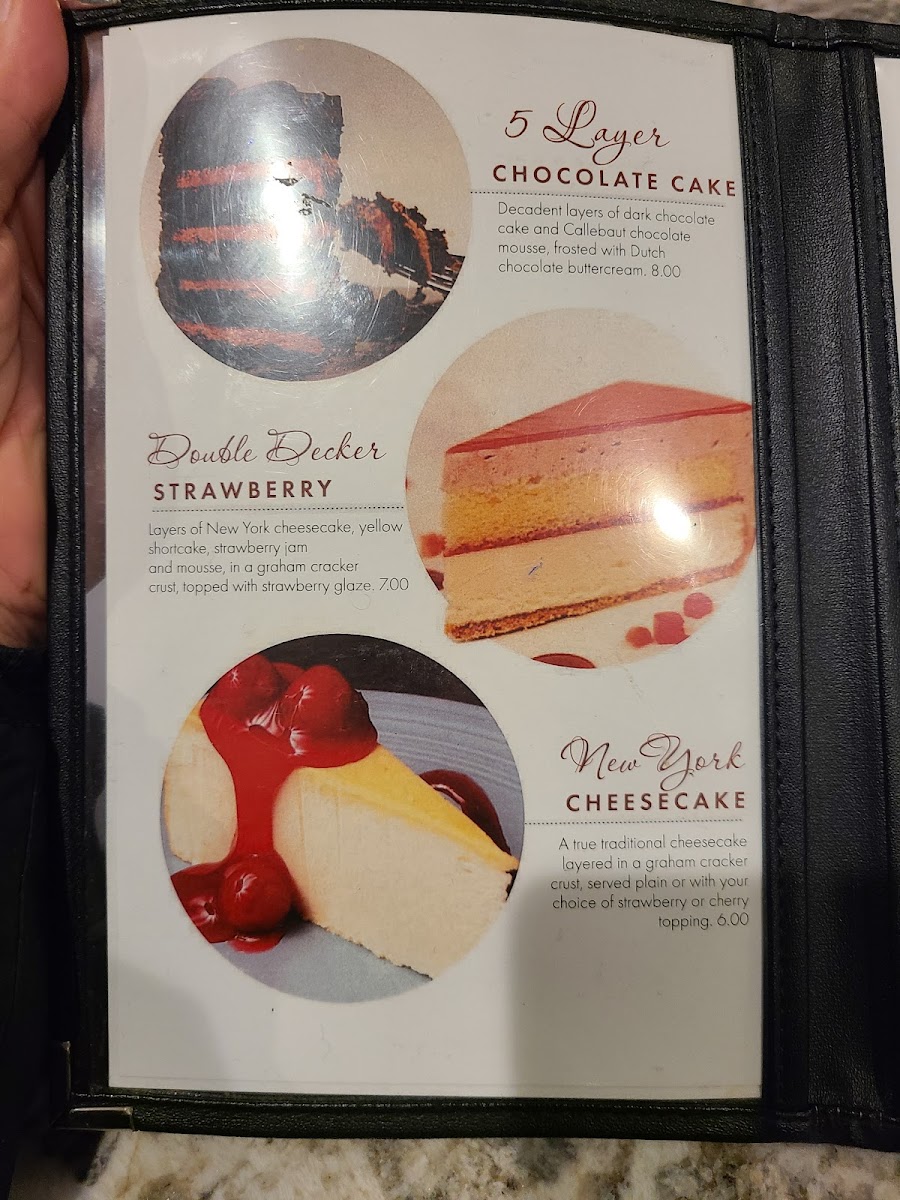 5 Layer
CHOCOLATE CAKE
Decadent layers of dark chocolate
cake and Callebaut chocolate
mousse, frosted with Dutch
chocolate buttercream. 8.00
Double Decker
STRAWBERRY
Layers of New York cheesecake, yellow
shortcake, strawberry jam
and mousse, in a graham cracker
crust, topped with strawberry glaze. 7.00
New York
CHEESECAKE
A true traditional cheesecake
layered in a graham cracker
crust, served plain or with your
choice of strawberry or cherry
topping. 6.00